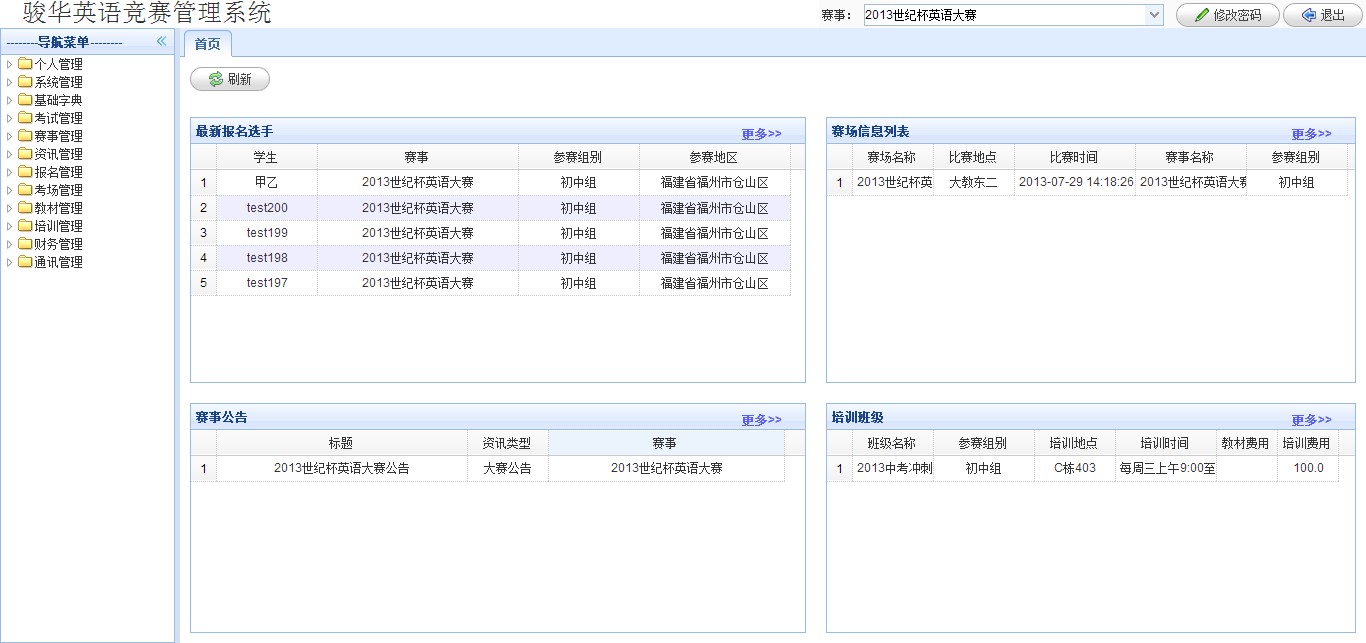 骏华英语竞赛管理系统
赛事： 2013世纪杯英语大赛 修改密码 退出
--------导航菜单--------
个人管理
系统管理
基础字典
考试管理
赛事管理
资讯管理
报名管理
考场管理
教材管理
培训管理
财务管理
通讯管理
首页
刷新
最新报名选手 更多>>
学生 赛事 参赛组别 参赛地区
1 甲乙 2013世纪杯英语大赛 初中组 福建省福州市仓山区
2 test200 2013世纪杯英语大赛 初中组 福建省福州市仓山区
3 test199 2013世纪杯英语大赛 初中组 福建省福州市仓山区
4 test198 2013世纪杯英语大赛 初中组 福建省福州市仓山区
5 test197 2013世纪杯英语大赛 初中组 福建省福州市仓山区
赛场信息列表 更多>>
赛场名称 比赛地点 比赛时间 赛事名称 参赛组别
1 2013世纪杯英 大教东二 2013-07-29 14:18:26 2013世纪杯英语大赛 初中组
赛事公告 更多>>
标题 资讯类型 赛事
1 2013世纪杯英语大赛公告 大赛公告 2013世纪杯英语大赛
培训班级 更多>>
班级名称 参赛组别 培训地点 培训时间 教材费用 培训费用
1 2013中考冲刺 初中组 C栋403 每周三上午9:00至 100.0